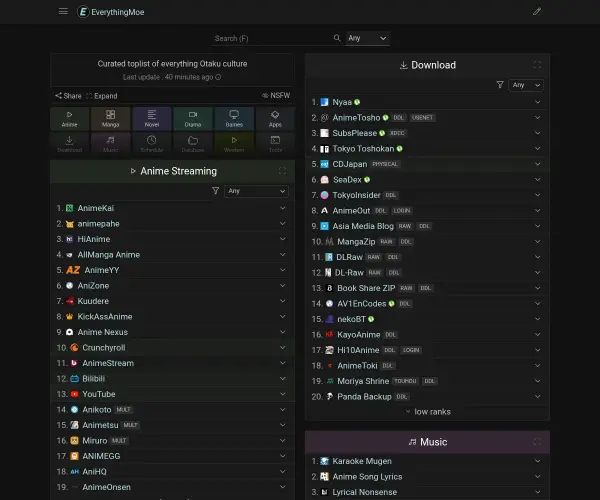 EverythingMoe
Search (F)
Any
Curated toplist of everything Otaku culture
Last update : 40 minutes ago
Share
Expand
NSFW
Anime
Manga
Novel
Drama
Games
Apps
Download
Music
Schedule
Database
Western
Tools
Anime Streaming
Any
1. AnimeKai
2. animepahe
3. HiAnime
4. AllManga Anime
5. AnimeYY
6. AniZone
7. Kuudere
8. KickAssAnime
9. Anime Nexus
10. Crunchyroll
11. AnimeStream
12. Bilibili
13. YouTube
14. Anikoto MULT
15. Animetsu MULT
16. Miruro MULT
17. ANIMEGG
18. AniHQ
19. AnimeOnsen
Download
Any
1. Nyaa
2. AnimeTosho DDL USENET
3. SubsPlease XDCC
4. Tokyo Toshokan
5. CDJapan PHYSICAL
6. SeaDex
7. TokyoInsider DDL
8. AnimeOut DDL LOGIN
9. Asia Media Blog RAW DDL
10. MangaZip RAW DDL
11. DLRaw RAW DDL
12. DL-Raw RAW DDL
13. Book Share ZIP RAW DDL
14. AV1EnCodes DDL
15. nekoBT
16. KayoAnime DDL
17. Hi10Anime DDL LOGIN
18. AnimeToki DDL
19. Moriya Shrine TOUHOU DDL
20. Panda Backup DDL
low ranks
Music
1. Karaoke Mugen
2. Anime Song Lyrics
3. Lyrical Nonsense